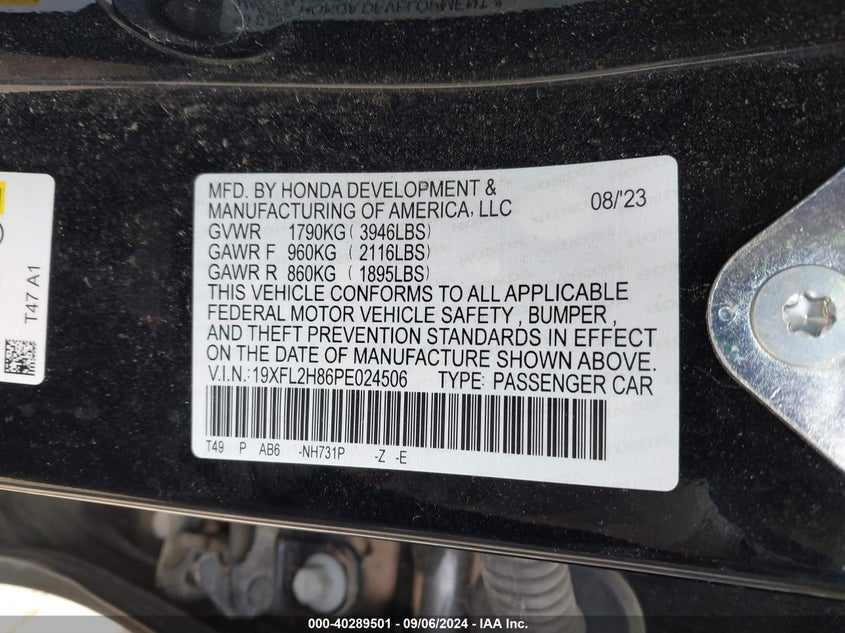 MFD. BY HONDA DEVELOPMENT &
MANUFACTURING OF AMERICA, LLC 08/'23
GVWR 1790KG ( 3946LBS)
GAWR F 960KG ( 2116LBS)
GAWR R 860KG ( 1895LBS)
THIS VEHICLE CONFORMS TO ALL APPLICABLE
FEDERAL MOTOR VEHICLE SAFETY , BUMPER ,
AND THEFT PREVENTION STANDARDS IN EFFECT
ON THE DATE OF MANUFACTURE SHOWN ABOVE.
V.I.N.: 19XFL2H86PE024506 TYPE: PASSENGER CAR
T49 P AB6 -NH731P -Z -E
T47 A1
000-40289501 - 09/06/2024 - IAA Inc.